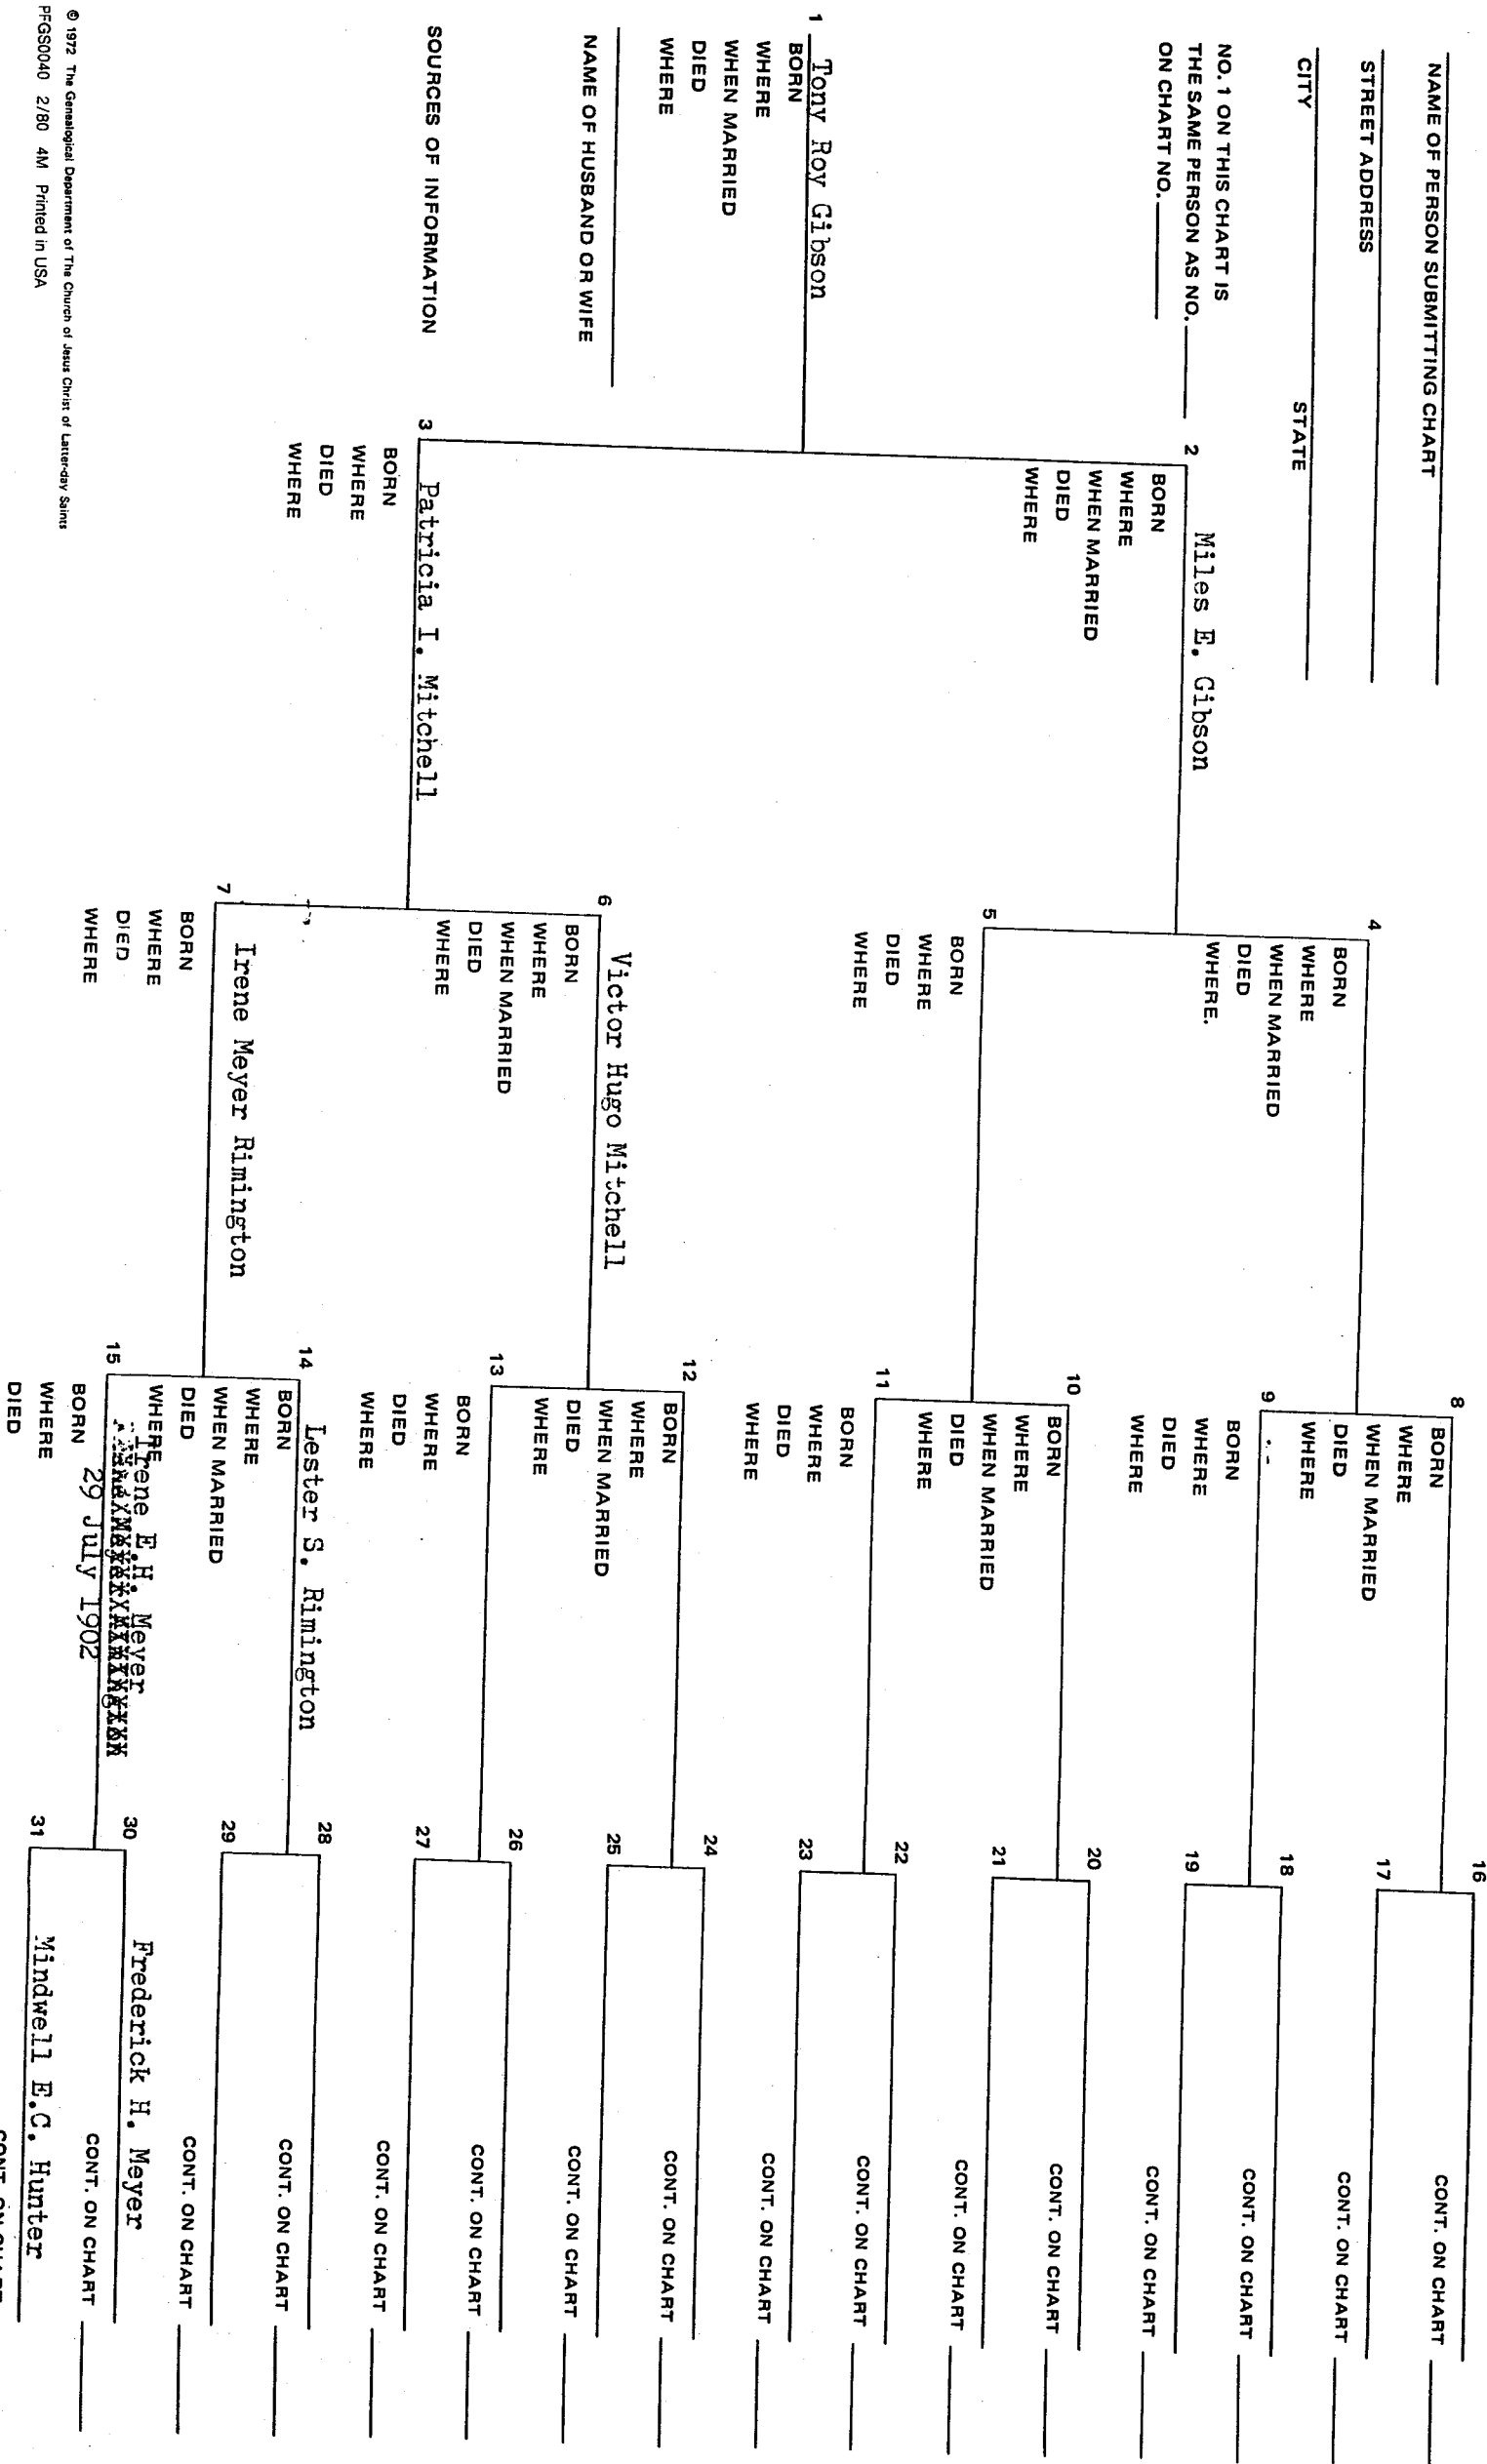 NAME OF PERSON SUBMITTING CHART
STREET ADDRESS
CITY STATE
NO. 1 ON THIS CHART IS
THE SAME PERSON AS NO.
ON CHART NO.
1 Tony Roy Gibson
BORN
WHERE
WHEN MARRIED
DIED
WHERE
NAME OF HUSBAND OR WIFE
SOURCES OF INFORMATION
© 1972 The Genealogical Department of The Church of Jesus Christ of Latter-day Saints
PFGS0040 2/80 4M Printed in USA
2 Miles E. Gibson
BORN
WHERE
WHEN MARRIED
DIED
WHERE
3 Patricia I. Mitchell
BORN
WHERE
DIED
WHERE
4
BORN
WHERE
WHEN MARRIED
DIED
WHERE.
5
BORN
WHERE
DIED
WHERE
6 Victor Hugo Mitchell
BORN
WHERE
WHEN MARRIED
DIED
WHERE
7 Irene Meyer Rimington
BORN
WHERE
DIED
WHERE
8
BORN
WHERE
WHEN MARRIED
DIED
WHERE
9
BORN
WHERE
DIED
WHERE
10
BORN
WHERE
WHEN MARRIED
DIED
WHERE
11
BORN
WHERE
DIED
WHERE
12
BORN
WHERE
WHEN MARRIED
DIED
WHERE
13
BORN
WHERE
DIED
WHERE
14 Lester S. Rimington
BORN
WHERE
WHEN MARRIED
DIED
WHERE
Irene E.H. Meyer
15
BORN 29 July 1902
WHERE
DIED
16
CONT. ON CHART
17
CONT. ON CHART
18
CONT. ON CHART
19
CONT. ON CHART
20
CONT. ON CHART
21
CONT. ON CHART
22
CONT. ON CHART
23
CONT. ON CHART
24
CONT. ON CHART
25
CONT. ON CHART
26
CONT. ON CHART
27
CONT. ON CHART
28
CONT. ON CHART
29
CONT. ON CHART
30 Frederick H. Meyer
CONT. ON CHART
31 Mindwell E.C. Hunter
CONT. ON CHART